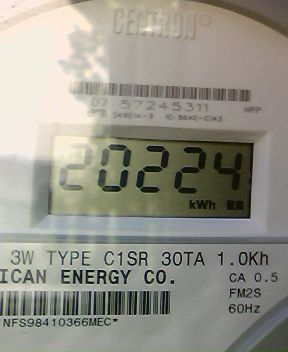 CENTRON®
07 57245311
20224
kWh
3W TYPE C1SR 30TA 1.0Kh
ICAN ENERGY CO. CA 0.5
FM2S
60Hz
NFS98410366MEC*